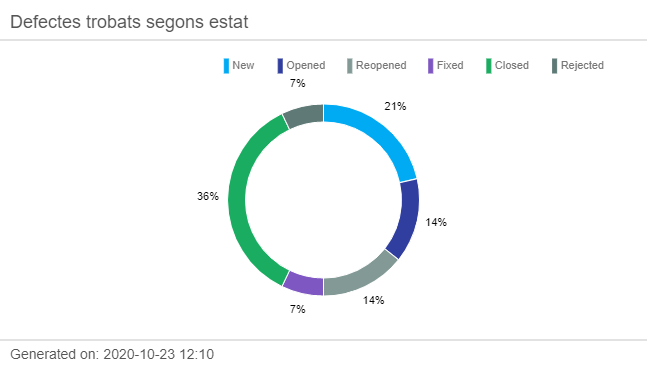 Defectes trobats segons estat
New Opened Reopened Fixed Closed Rejected
7%
21%
36%
14%
14%
7%
Generated on: 2020-10-23 12:10